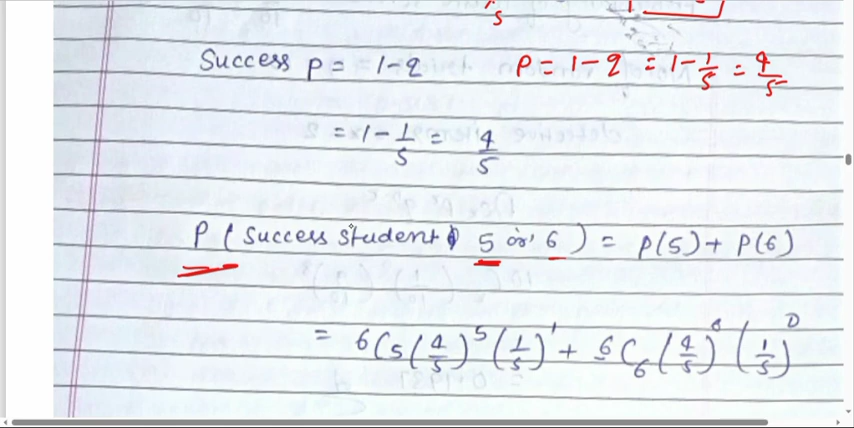 5
Success p = 1-q p = 1-q = 1-1/5 = 4/5
= 1-1/5 = 4/5
P ( Success student 5 or 6 ) = P(5) + P(6)
= 6C5 (4/5)^5 (1/5)^1 + 6C6 (4/5)^6 (1/5)^0